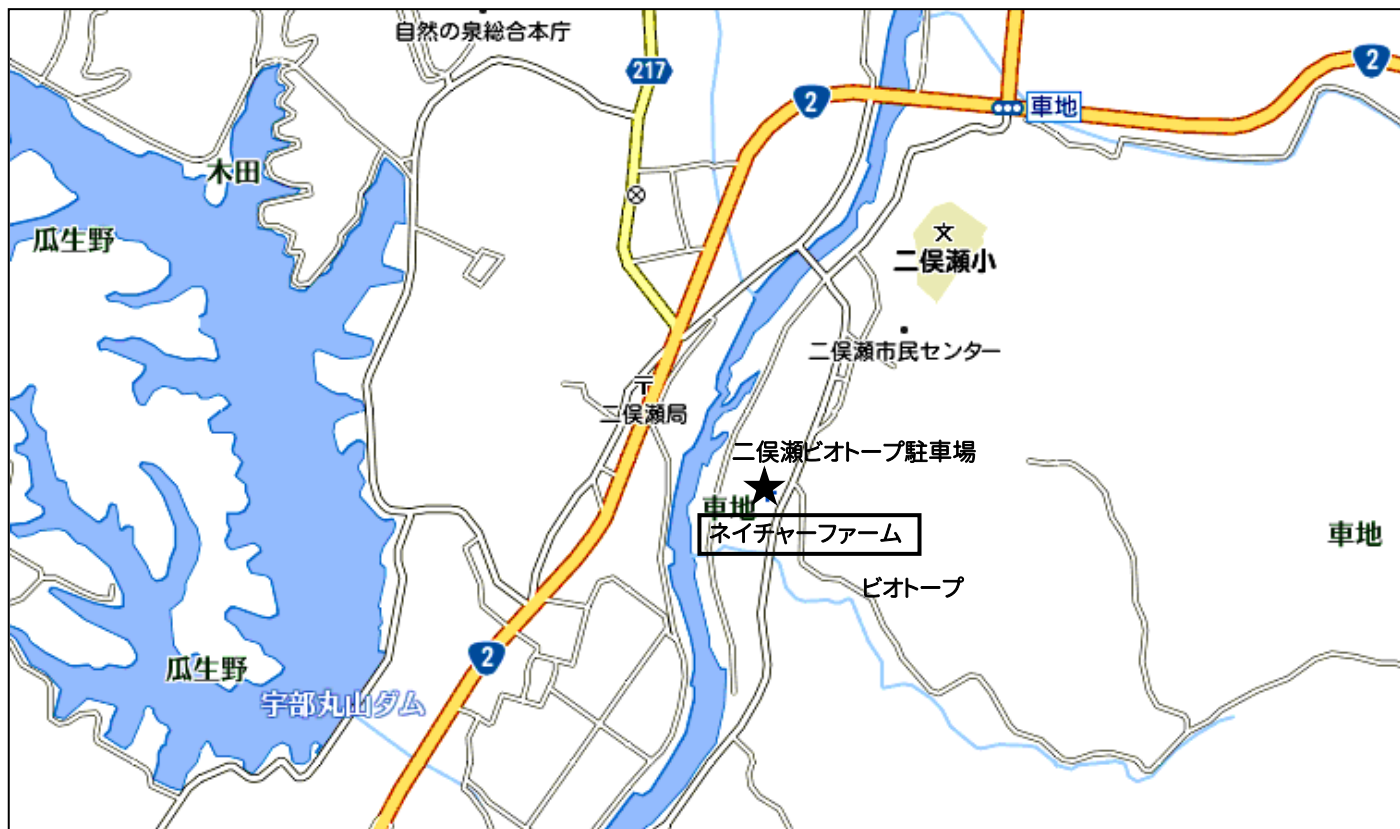 自然の泉総合本庁
217
2
2
車地
木田
瓜生野
文
二俣瀬小
二俣瀬市民センター
〒
二俣瀬局
二俣瀬ビオトープ駐車場
車地
ネイチャーファーム
車地
ビオトープ
2
瓜生野
宇部丸山ダム